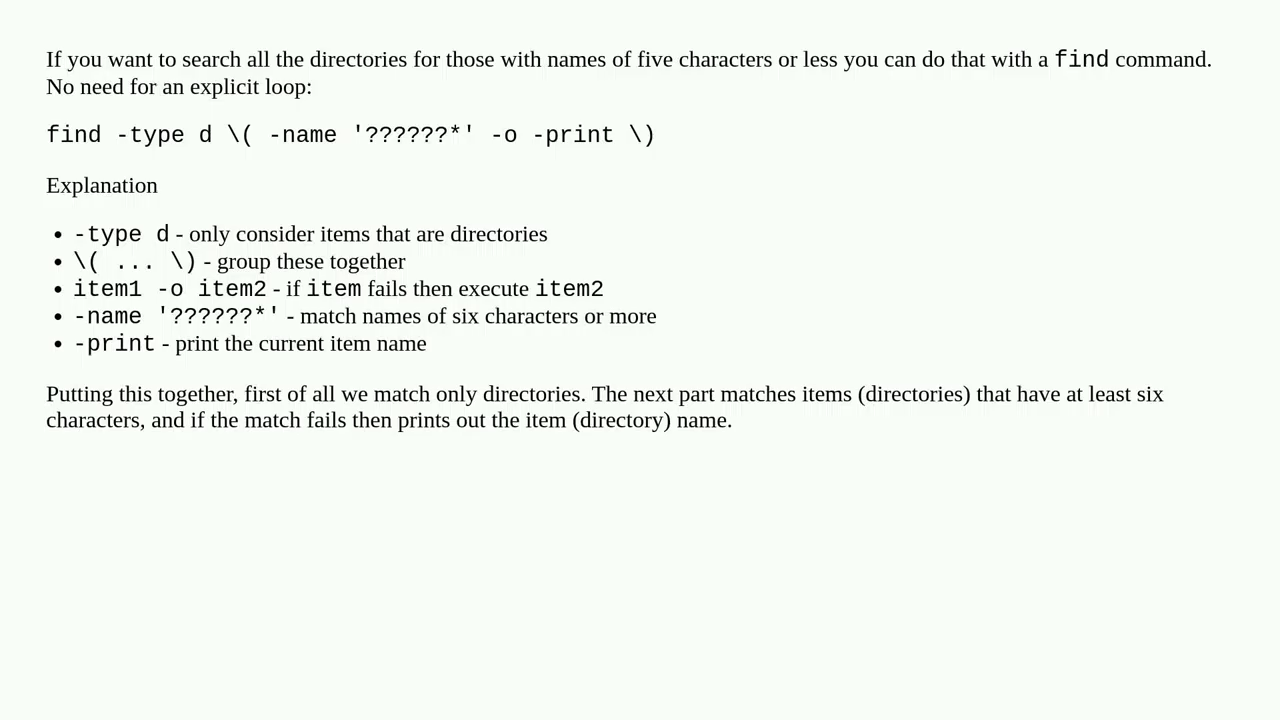 If you want to search all the directories for those with names of five characters or less you can do that with a find command.
No need for an explicit loop:
find -type d \( -name '??????*' -o -print \)
Explanation
• -type d - only consider items that are directories
• \( ... \) - group these together
• item1 -o item2 - if item fails then execute item2
• -name '??????*' - match names of six characters or more
• -print - print the current item name
Putting this together, first of all we match only directories. The next part matches items (directories) that have at least six
characters, and if the match fails then prints out the item (directory) name.